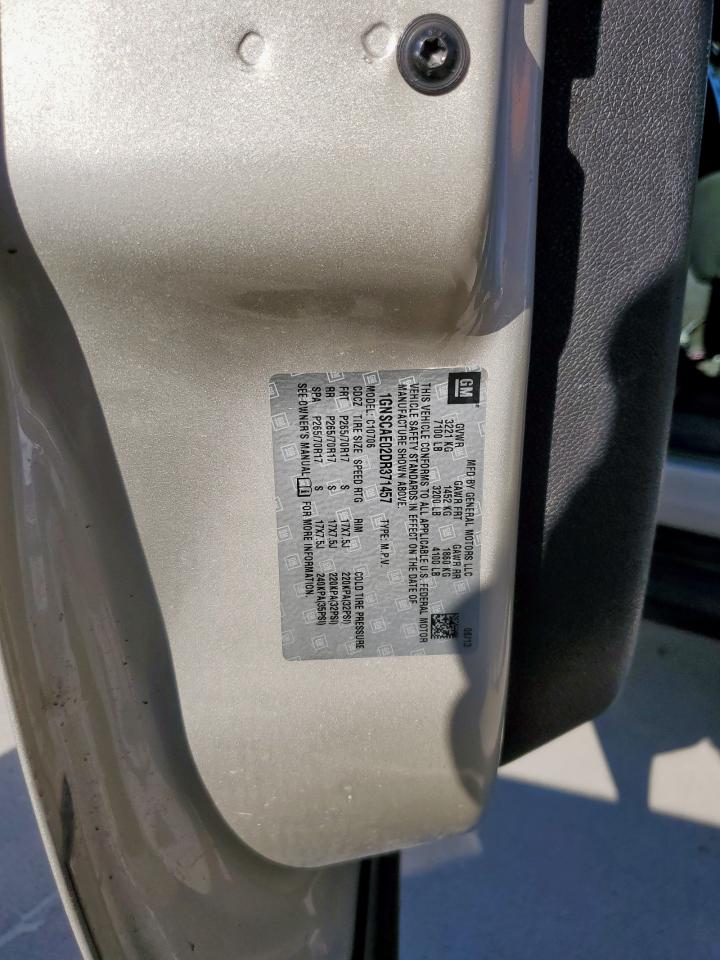 GM
MFD BY GENERAL MOTORS LLC
06/13
GVWR GAWR FRT GAWR RR
3221 KG 1452 KG 1860 KG
7100 LB 3200 LB 4100 LB
THIS VEHICLE CONFORMS TO ALL APPLICABLE U.S. FEDERAL MOTOR
VEHICLE SAFETY STANDARDS IN EFFECT ON THE DATE OF
MANUFACTURE SHOWN ABOVE.
1GNSCAE02DR371457 TYPE: M.P.V.
MODEL: C10706
CDCZ TIRE SIZE SPEED RTG RIM COLD TIRE PRESSURE
FRT P265/70R17 S 17X7.5J 220KPA(32PSI)
RR P265/70R17 S 17X7.5J 220KPA(32PSI)
SPA P265/70R17 S 17X7.5J 240KPA(35PSI)
SEE OWNER'S MANUAL FOR MORE INFORMATION.